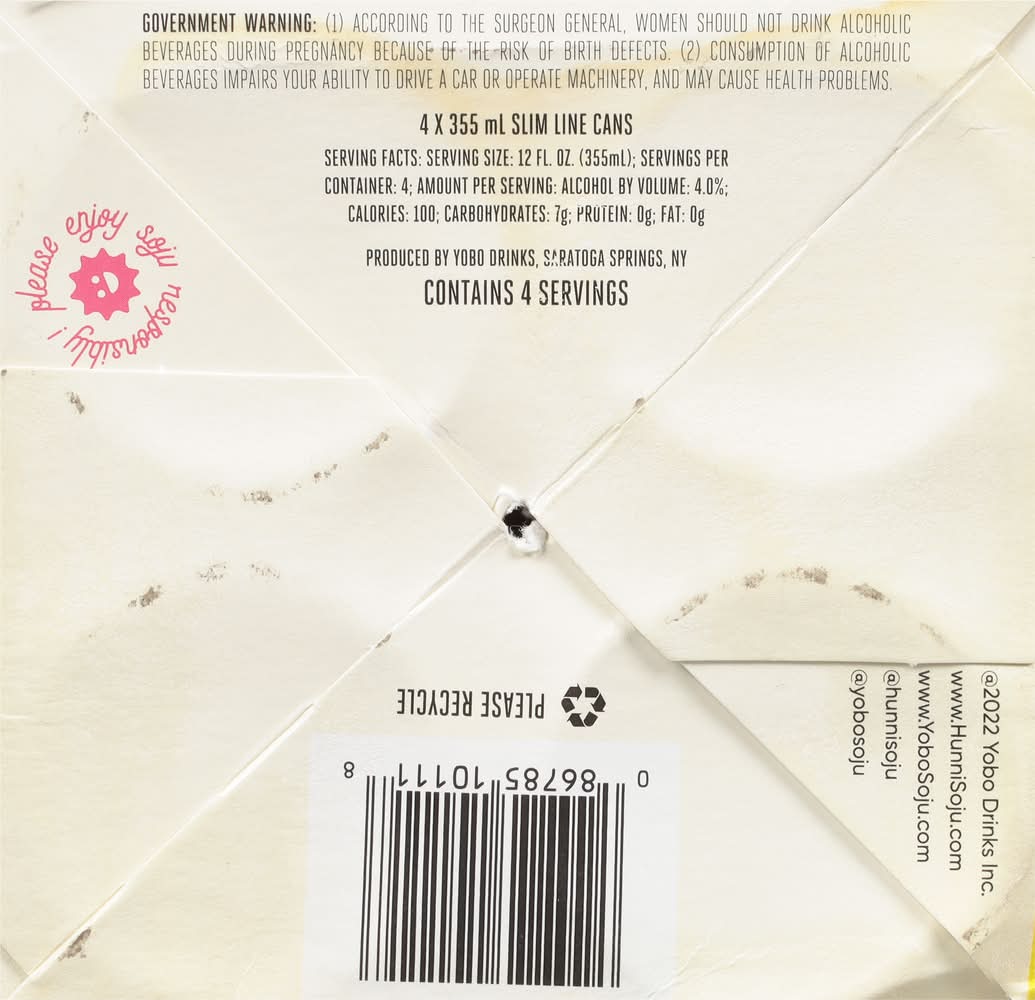 GOVERNMENT WARNING: (1) ACCORDING TO THE SURGEON GENERAL, WOMEN SHOULD NOT DRINK ALCOHOLIC
BEVERAGES DURING PREGNANCY BECAUSE OF THE RISK OF BIRTH DEFECTS. (2) CONSUMPTION OF ALCOHOLIC
BEVERAGES IMPAIRS YOUR ABILITY TO DRIVE A CAR OR OPERATE MACHINERY, AND MAY CAUSE HEALTH PROBLEMS.
4 X 355 mL SLIM LINE CANS
SERVING FACTS: SERVING SIZE: 12 FL. OZ. (355mL); SERVINGS PER
CONTAINER: 4; AMOUNT PER SERVING: ALCOHOL BY VOLUME: 4.0%;
CALORIES: 100; CARBOHYDRATES: 7g; PROTEIN: 0g; FAT: 0g
PRODUCED BY YOBO DRINKS, SARATOGA SPRINGS, NY
CONTAINS 4 SERVINGS
please enjoy soju responsibly!
PLEASE RECYCLE
0 86785 10111 8
@2022 Yobo Drinks Inc.
www.HunniSoju.com
www.YoboSoju.com
@hunnisoju
@yobosoju